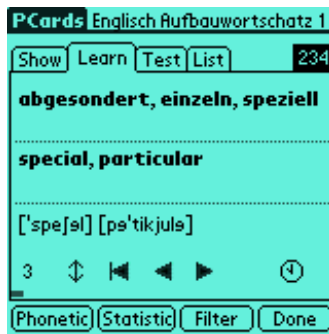 PCards Englisch Aufbauwortschatz 1
Show Learn Test List 234
abgesondert, einzeln, speziell
special, particular
['speʃəl] [pə'tikjulə]
3
Phonetic Statistic Filter Done